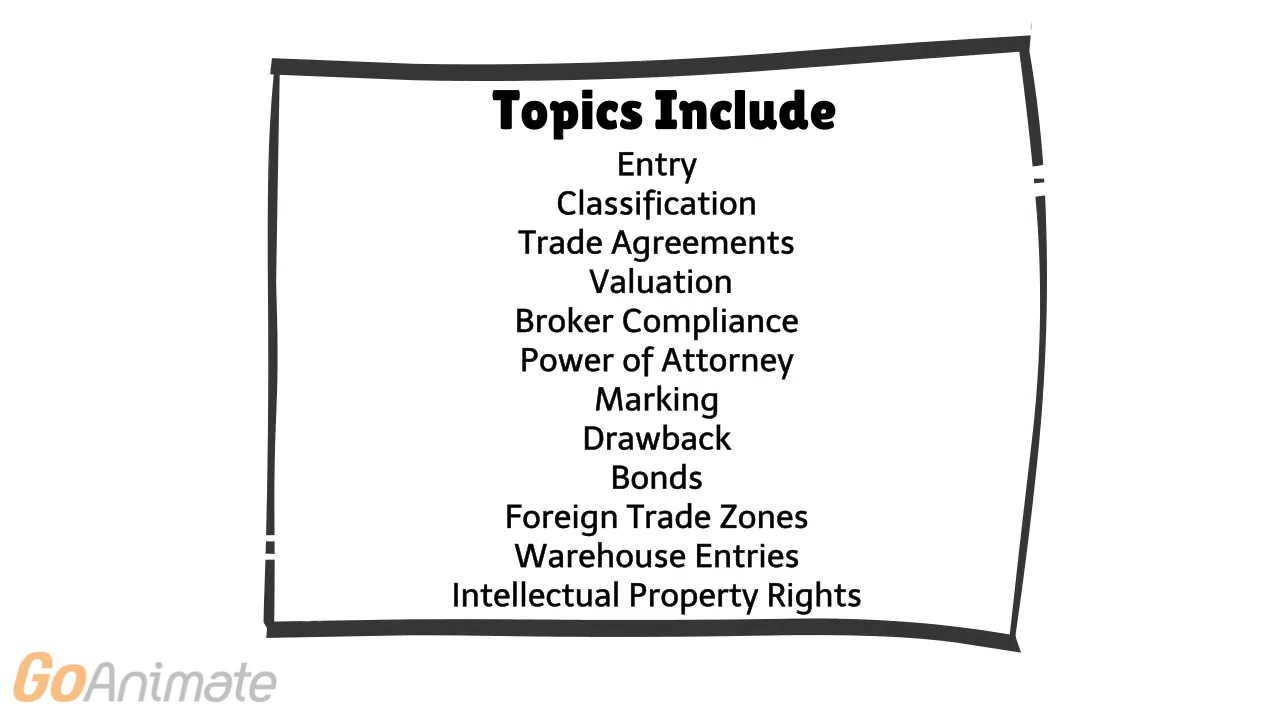 Topics Include
Entry
Classification
Trade Agreements
Valuation
Broker Compliance
Power of Attorney
Marking
Drawback
Bonds
Foreign Trade Zones
Warehouse Entries
Intellectual Property Rights
GoAnimate